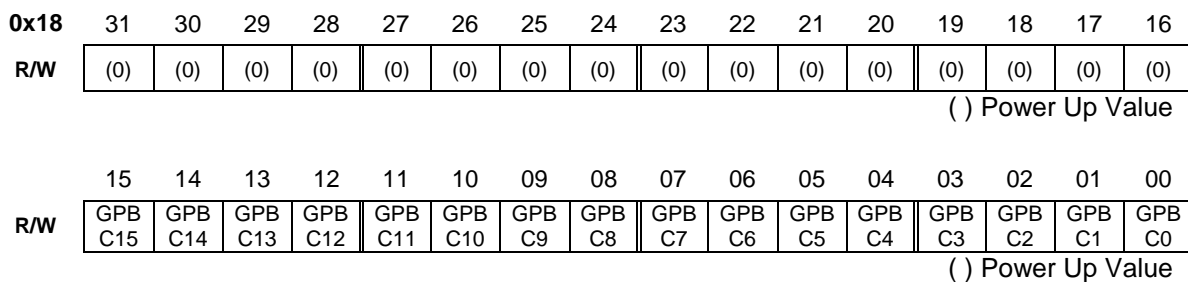 0x18 31 30 29 28 27 26 25 24 23 22 21 20 19 18 17 16
R/W (0) (0) (0) (0) (0) (0) (0) (0) (0) (0) (0) (0) (0) (0) (0) (0)
( ) Power Up Value
15 14 13 12 11 10 09 08 07 06 05 04 03 02 01 00
GPB GPB GPB GPB GPB GPB GPB GPB GPB GPB GPB GPB GPB GPB GPB GPB
R/W C15 C14 C13 C12 C11 C10 C9 C8 C7 C6 C5 C4 C3 C2 C1 C0
( ) Power Up Value